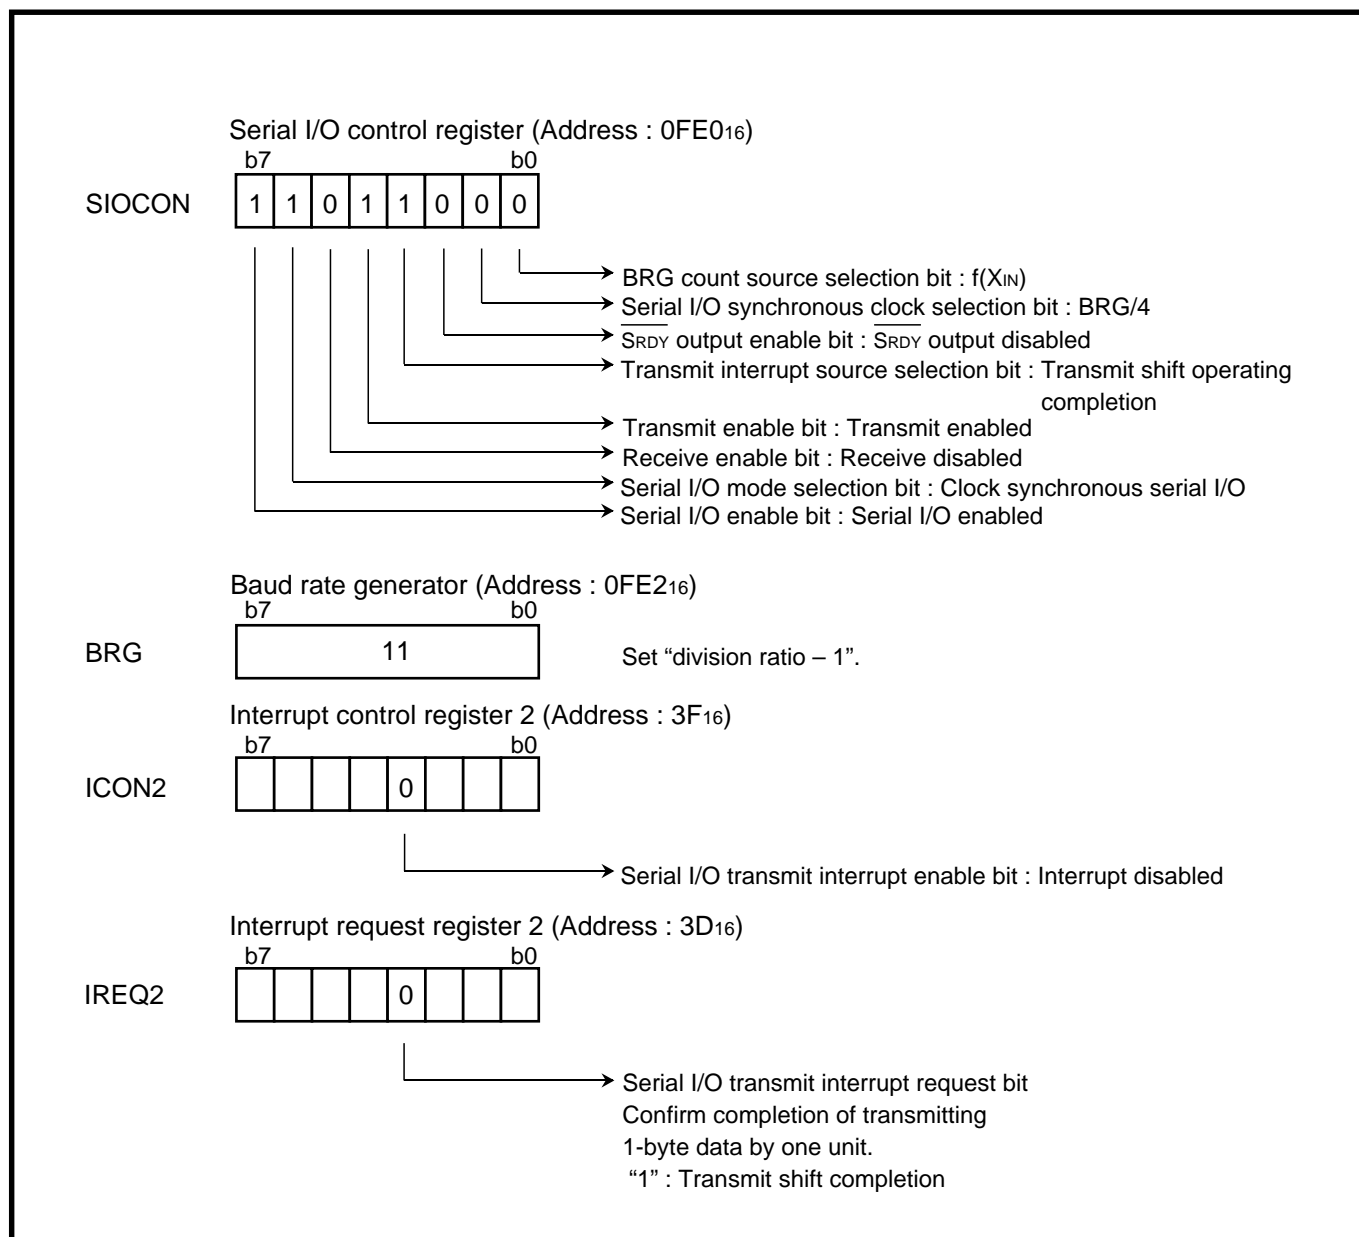 Serial I/O control register (Address : 0FE016)
b7 b0
SIOCON 1 1 0 1 1 0 0 0
BRG count source selection bit : f(XIN)
Serial I/O synchronous clock selection bit : BRG/4
SRDY output enable bit : SRDY output disabled
Transmit interrupt source selection bit : Transmit shift operating
completion
Transmit enable bit : Transmit enabled
Receive enable bit : Receive disabled
Serial I/O mode selection bit : Clock synchronous serial I/O
Serial I/O enable bit : Serial I/O enabled
Baud rate generator (Address : 0FE216)
b7 b0
BRG 11 Set “division ratio – 1”.
Interrupt control register 2 (Address : 3F16)
b7 b0
ICON2 0
Serial I/O transmit interrupt enable bit : Interrupt disabled
Interrupt request register 2 (Address : 3D16)
b7 b0
IREQ2 0
Serial I/O transmit interrupt request bit
Confirm completion of transmitting
1-byte data by one unit.
“1” : Transmit shift completion